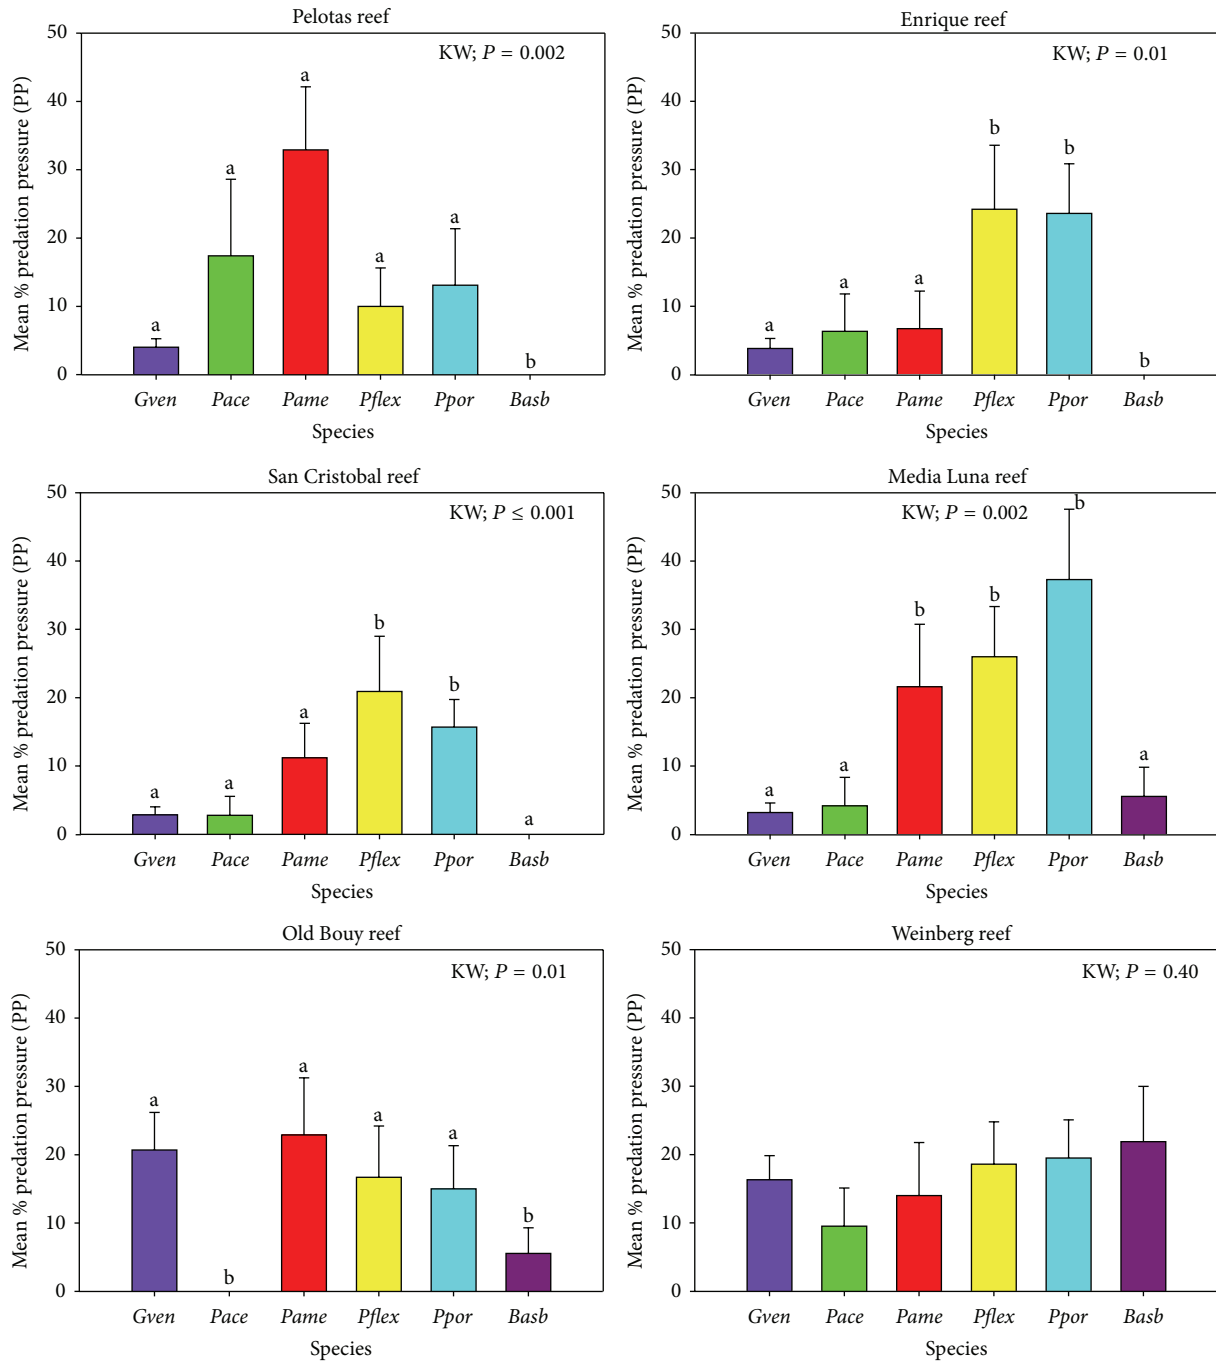 Pelotas reef
KW; P = 0.002
Mean % predation pressure (PP)
50
40
30
20
10
0
a
a
a
a
a
b
Gven Pace Pame Pflex Ppor Basb
Species
Enrique reef
KW; P = 0.01
Mean % predation pressure (PP)
50
40
30
20
10
0
a
a
a
b
b
b
Gven Pace Pame Pflex Ppor Basb
Species
San Cristobal reef
KW; P ≤ 0.001
Mean % predation pressure (PP)
50
40
30
20
10
0
a
a
a
b
b
a
Gven Pace Pame Pflex Ppor Basb
Species
Media Luna reef
KW; P = 0.002
Mean % predation pressure (PP)
50
40
30
20
10
0
a
a
b
b
b
a
Gven Pace Pame Pflex Ppor Basb
Species
Old Bouy reef
KW; P = 0.01
Mean % predation pressure (PP)
50
40
30
20
10
0
a
b
a
a
a
b
Gven Pace Pame Pflex Ppor Basb
Species
Weinberg reef
KW; P = 0.40
Mean % predation pressure (PP)
50
40
30
20
10
0
Gven Pace Pame Pflex Ppor Basb
Species